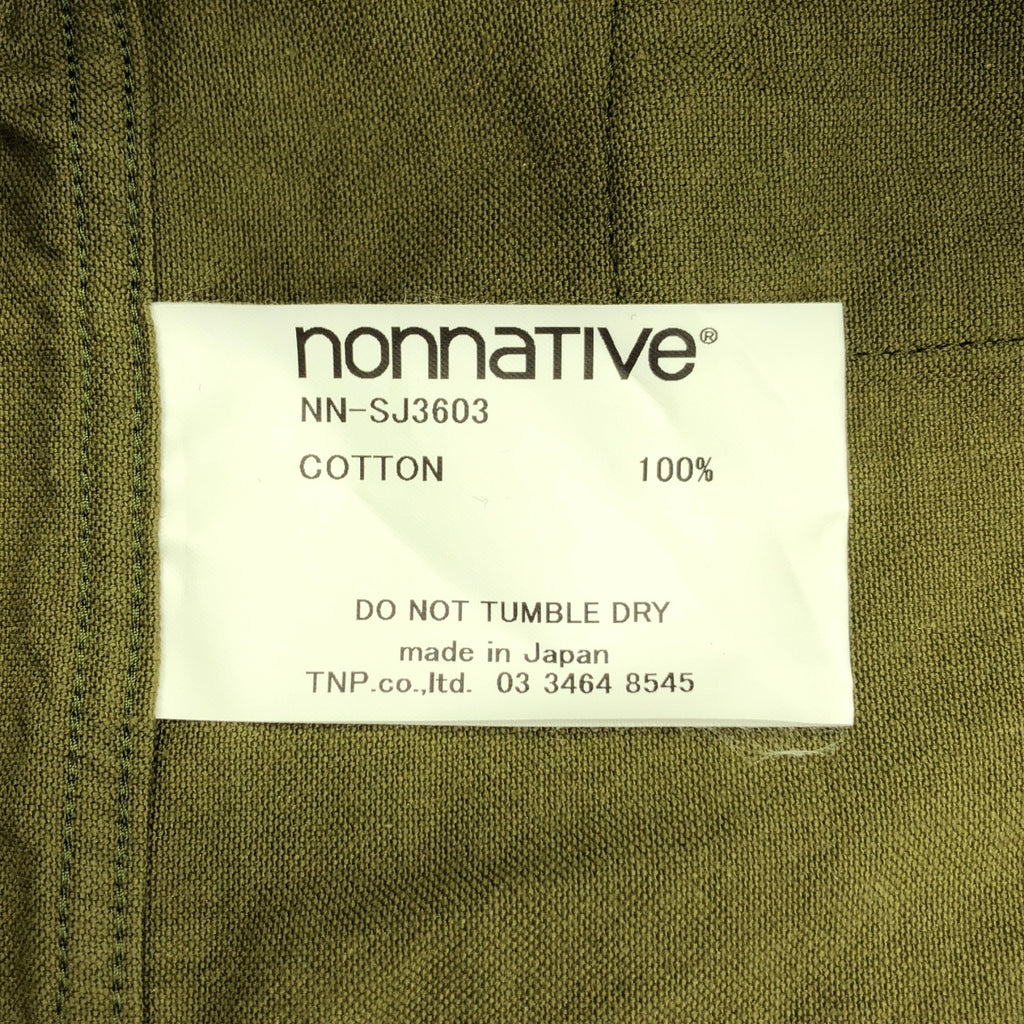 nonnative®
NN-SJ3603
COTTON 100%
DO NOT TUMBLE DRY
made in Japan
TNP.co.,ltd. 03 3464 8545